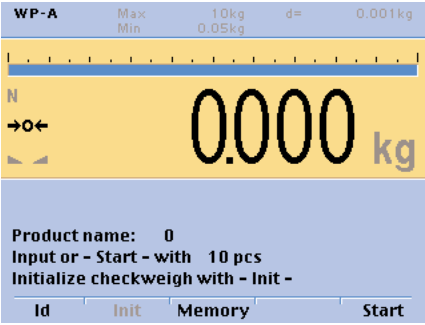 WP-A Max 10kg d= 0.001kg
Min 0.05kg
N
→0←
0.000 kg
Product name: 0
Input or - Start - with 10 pcs
Initialize checkweigh with - Init -
Id Init Memory Start